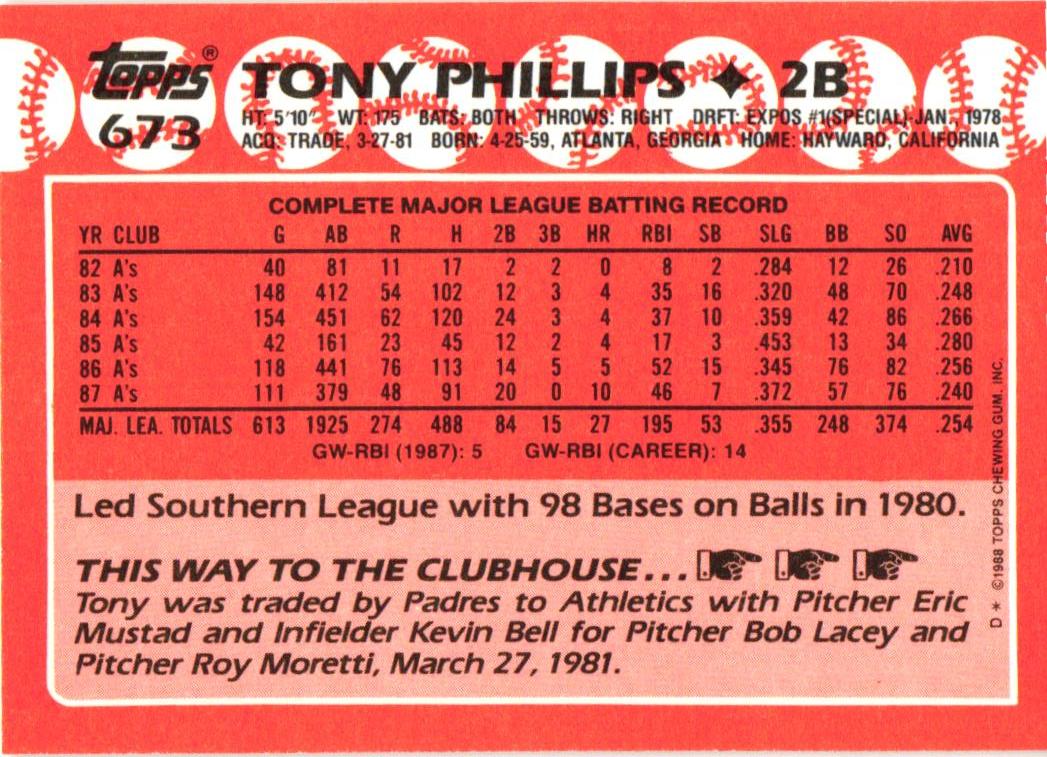 topps® TONY PHILLIPS ✦ 2B
673 HT: 5'10" WT: 175 BATS: BOTH THROWS: RIGHT DRFT: EXPOS #1(SPECIAL)-JAN., 1978
ACQ: TRADE, 3-27-81 BORN: 4-25-59, ATLANTA, GEORGIA HOME: HAYWARD, CALIFORNIA
COMPLETE MAJOR LEAGUE BATTING RECORD
YR CLUB G AB R H 2B 3B HR RBI SB SLG BB SO AVG
82 A's 40 81 11 17 2 2 0 8 2 .284 12 26 .210
83 A's 148 412 54 102 12 3 4 35 16 .320 48 70 .248
84 A's 154 451 62 120 24 3 4 37 10 .359 42 86 .266
85 A's 42 161 23 45 12 2 4 17 3 .453 13 34 .280
86 A's 118 441 76 113 14 5 5 52 15 .345 76 82 .256
87 A's 111 379 48 91 20 0 10 46 7 .372 57 76 .240
MAJ. LEA. TOTALS 613 1925 274 488 84 15 27 195 53 .355 248 374 .254
GW-RBI (1987): 5 GW-RBI (CAREER): 14
Led Southern League with 98 Bases on Balls in 1980.
THIS WAY TO THE CLUBHOUSE...
Tony was traded by Padres to Athletics with Pitcher Eric
Mustad and Infielder Kevin Bell for Pitcher Bob Lacey and
Pitcher Roy Moretti, March 27, 1981.
D * ©1988 TOPPS CHEWING GUM, INC.